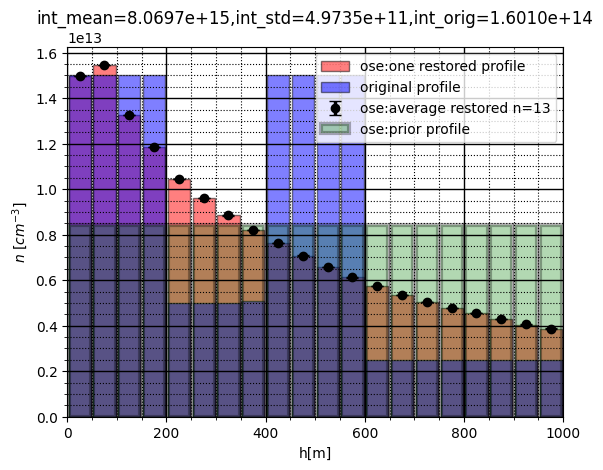 int_mean=8.0697e+15,int_std=4.9735e+11,int_orig=1.6010e+14
1e13
1.6
1.4
1.2
1.0
0.8
0.6
0.4
0.2
0.0
n [cm⁻³]
ose:one restored profile
original profile
ose:average restored n=13
ose:prior profile
0 200 400 600 800 1000
h[m]